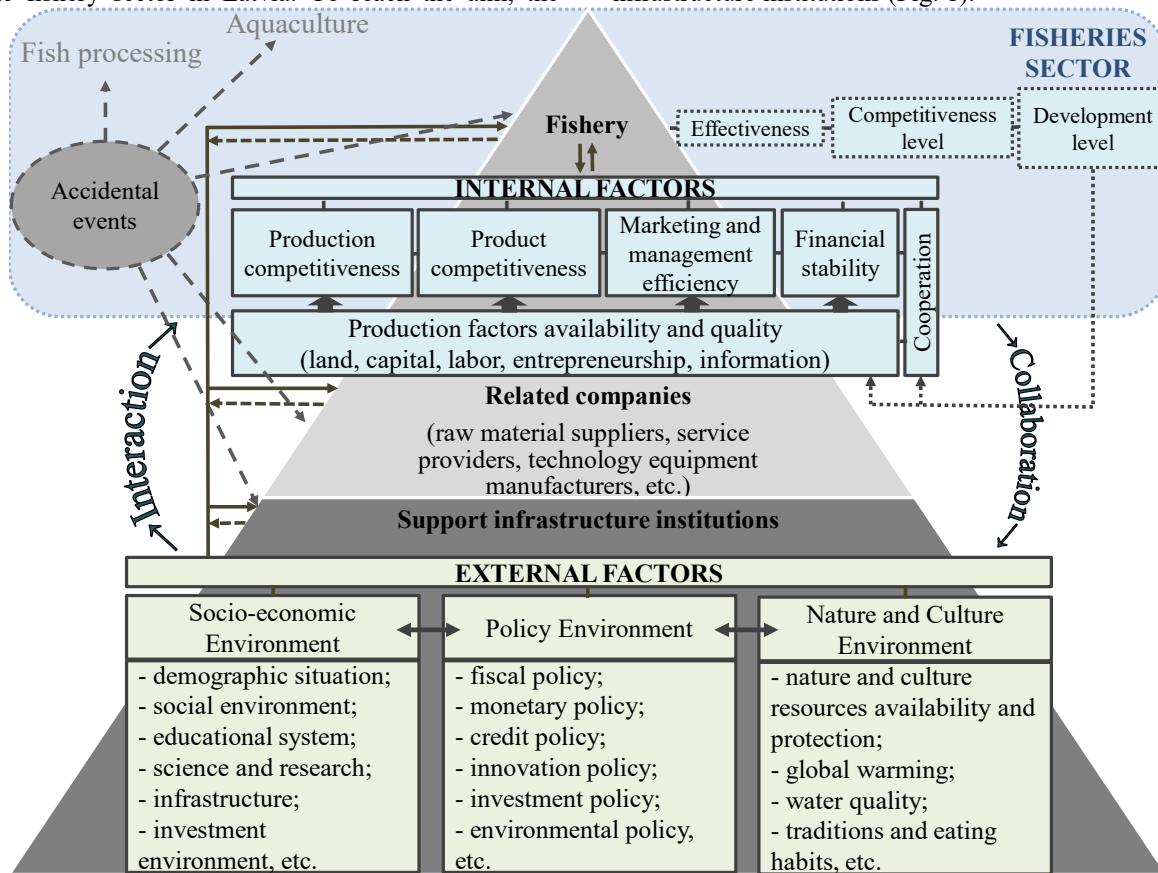 Aquaculture
Fish processing
FISHERIES
SECTOR
Fishery
Effectiveness
Competitiveness
level
Development
level
Accidental
events
INTERNAL FACTORS
Production
competitiveness
Product
competitiveness
Marketing and
management
efficiency
Financial
stability
Cooperation
Production factors availability and quality
(land, capital, labor, entrepreneurship, information)
Interaction
Collaboration
Related companies
(raw material suppliers, service
providers, technology equipment
manufacturers, etc.)
Support infrastructure institutions
EXTERNAL FACTORS
Socio-economic
Environment
Policy Environment
Nature and Culture
Environment
- demographic situation;
- social environment;
- educational system;
- science and research;
- infrastructure;
- investment
environment, etc.
- fiscal policy;
- monetary policy;
- credit policy;
- innovation policy;
- investment policy;
- environmental policy,
etc.
- nature and culture
resources availability and
protection;
- global warming;
- water quality;
- traditions and eating
habits, etc.